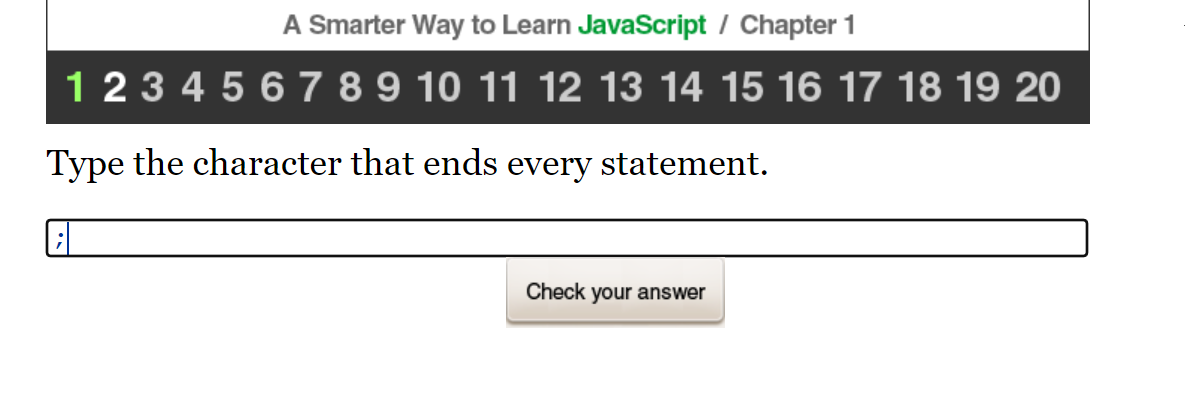 A Smarter Way to Learn JavaScript / Chapter 1
1 2 3 4 5 6 7 8 9 10 11 12 13 14 15 16 17 18 19 20
Type the character that ends every statement.
;
Check your answer